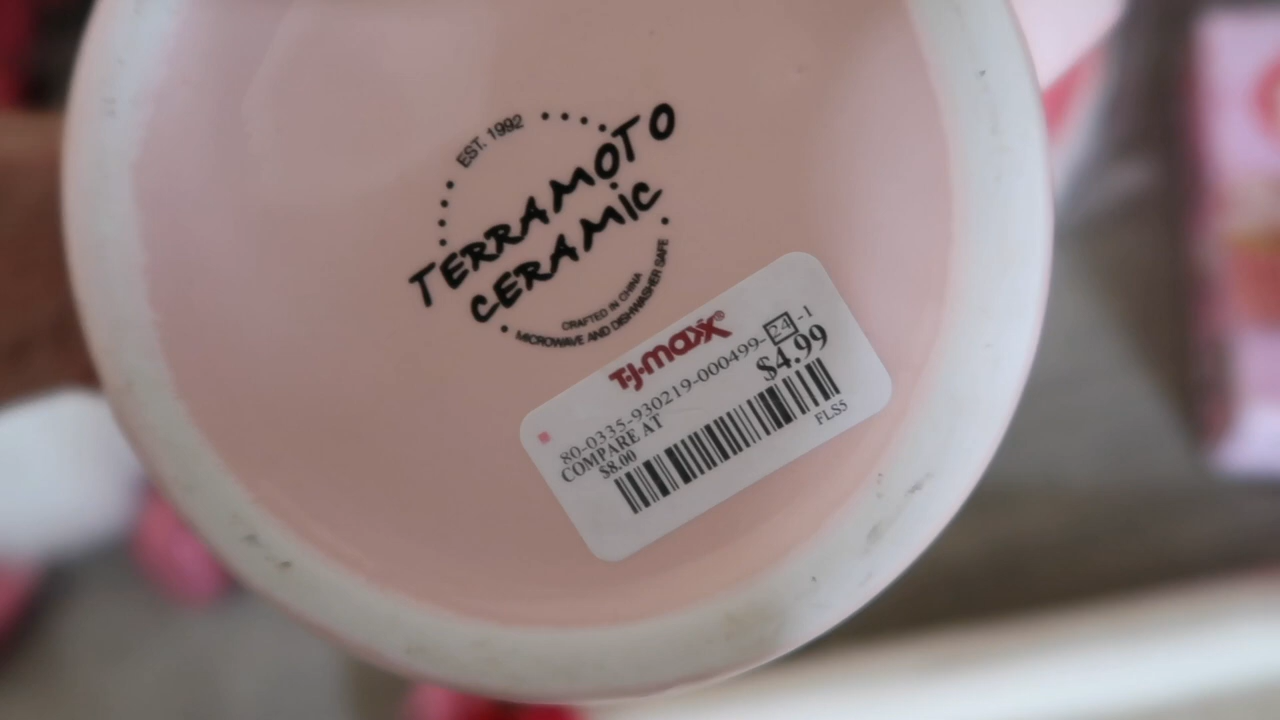 EST. 1992
TERRAMOTO
CERAMIC
CRAFTED IN CHINA
MICROWAVE AND DISHWASHER SAFE
T·J·maxx®
80-0335-930219-000499-24-1
$4.99
COMPARE AT
$8.00
FLS5